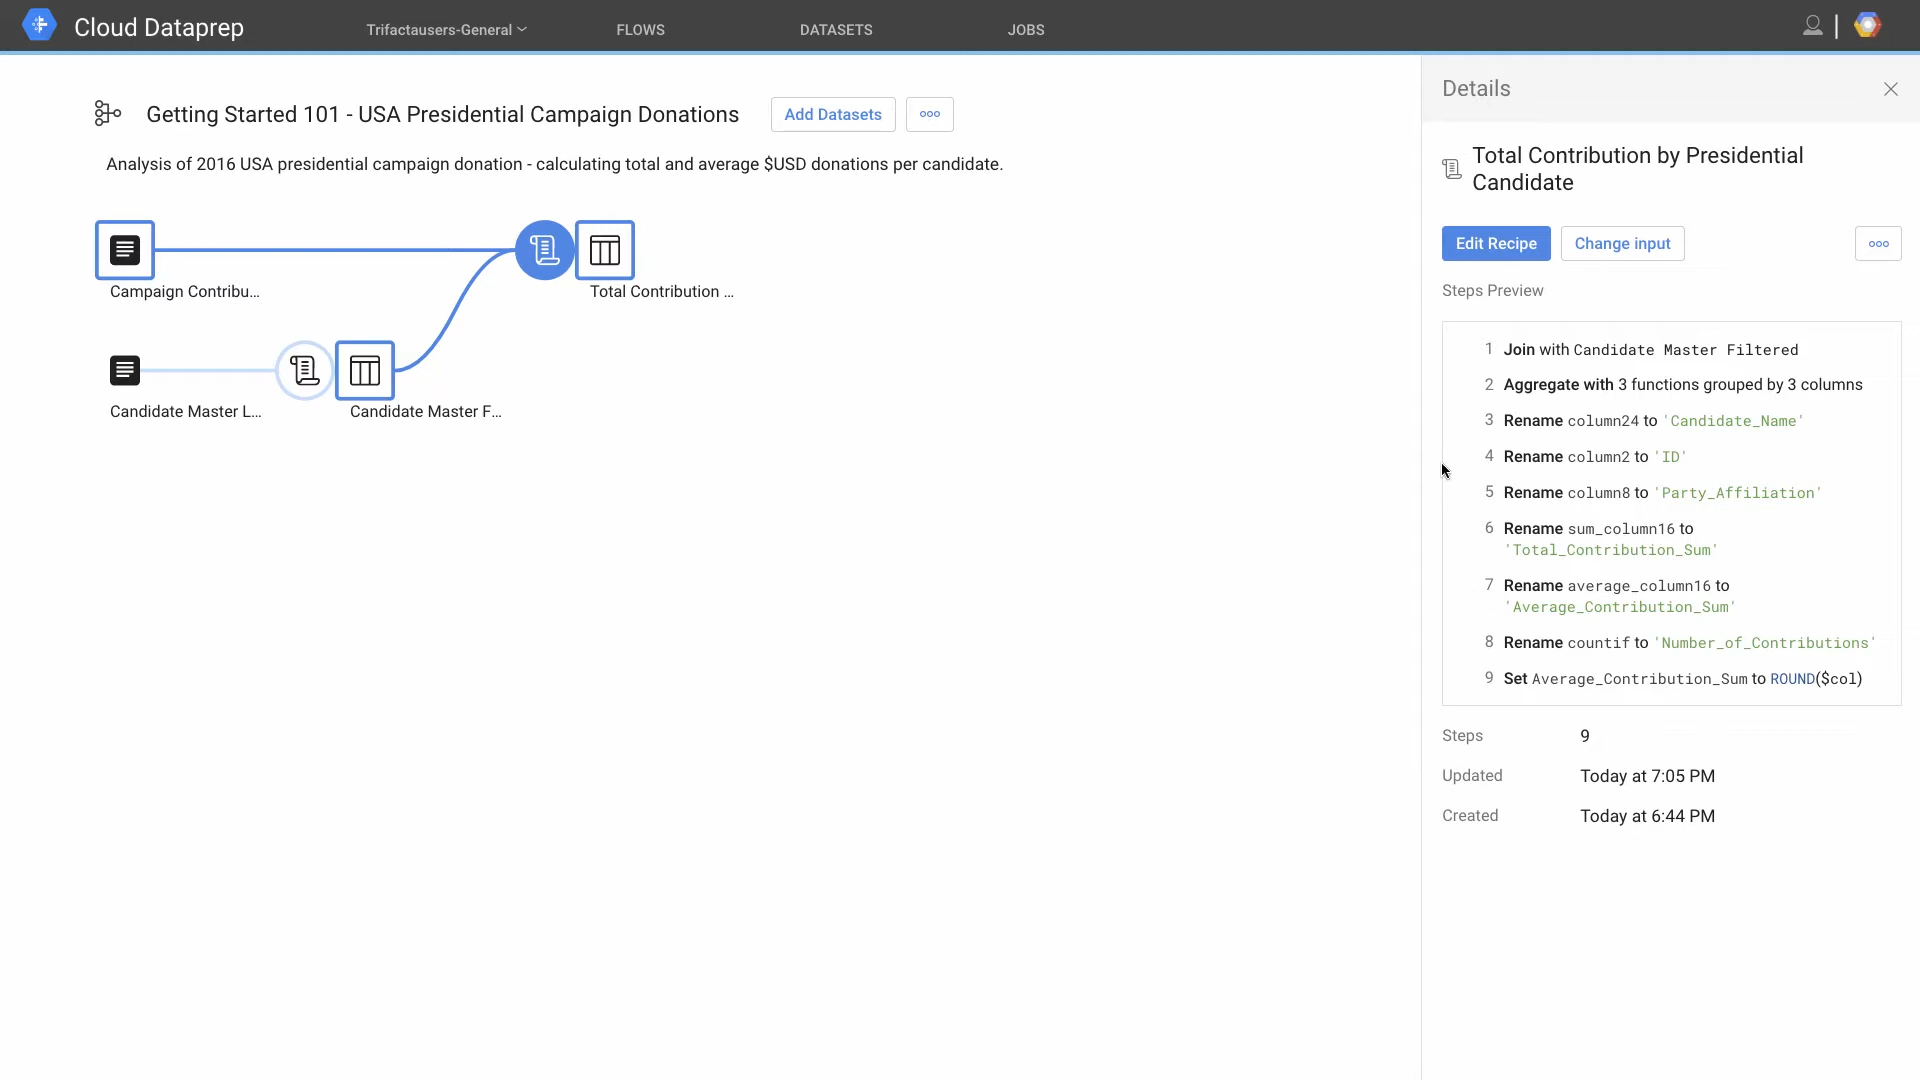 Cloud Dataprep
Trifactausers-General
FLOWS
DATASETS
JOBS
Getting Started 101 - USA Presidential Campaign Donations
Add Datasets
Analysis of 2016 USA presidential campaign donation - calculating total and average $USD donations per candidate.
Campaign Contribu...
Total Contribution ...
Candidate Master L...
Candidate Master F...
Details
Total Contribution by Presidential
Candidate
Edit Recipe
Change input
Steps Preview
1 Join with Candidate Master Filtered
2 Aggregate with 3 functions grouped by 3 columns
3 Rename column24 to 'Candidate_Name'
4 Rename column2 to 'ID'
5 Rename column8 to 'Party_Affiliation'
6 Rename sum_column16 to
'Total_Contribution_Sum'
7 Rename average_column16 to
'Average_Contribution_Sum'
8 Rename countif to 'Number_of_Contributions'
9 Set Average_Contribution_Sum to ROUND($col)
Steps 9
Updated Today at 7:05 PM
Created Today at 6:44 PM